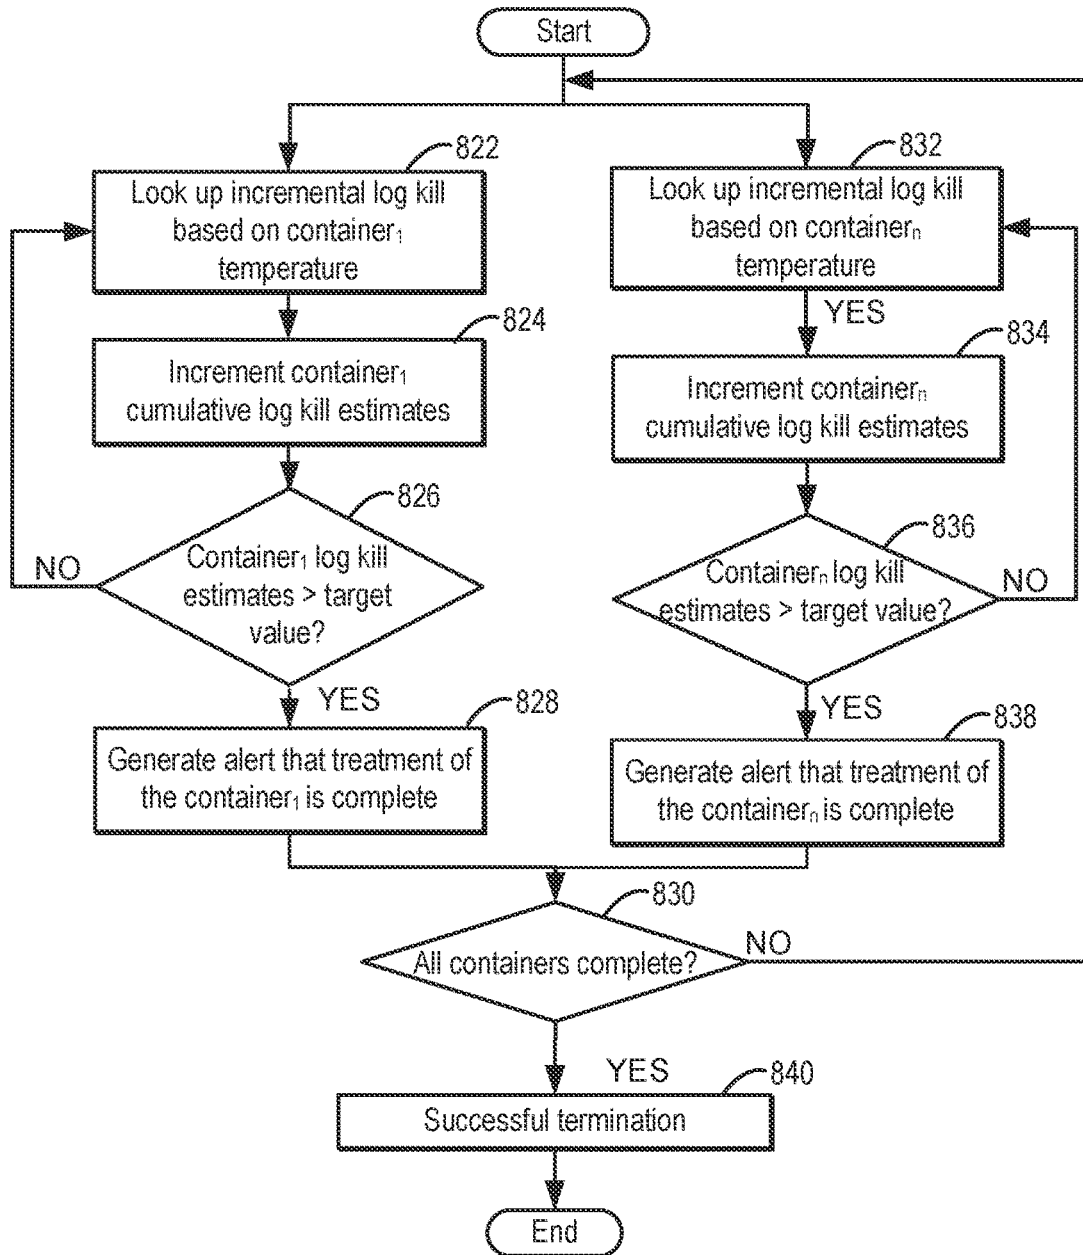 Start
822
Look up incremental log kill
based on container₁
temperature
824
Increment container₁
cumulative log kill estimates
826
Container₁ log kill
estimates > target
value?
NO
YES
828
Generate alert that treatment of
the container₁ is complete
832
Look up incremental log kill
based on containerₙ
temperature
YES
834
Increment containerₙ
cumulative log kill estimates
836
Containerₙ log kill
estimates > target value?
NO
YES
838
Generate alert that treatment of
the containerₙ is complete
830
All containers complete?
NO
YES
840
Successful termination
End